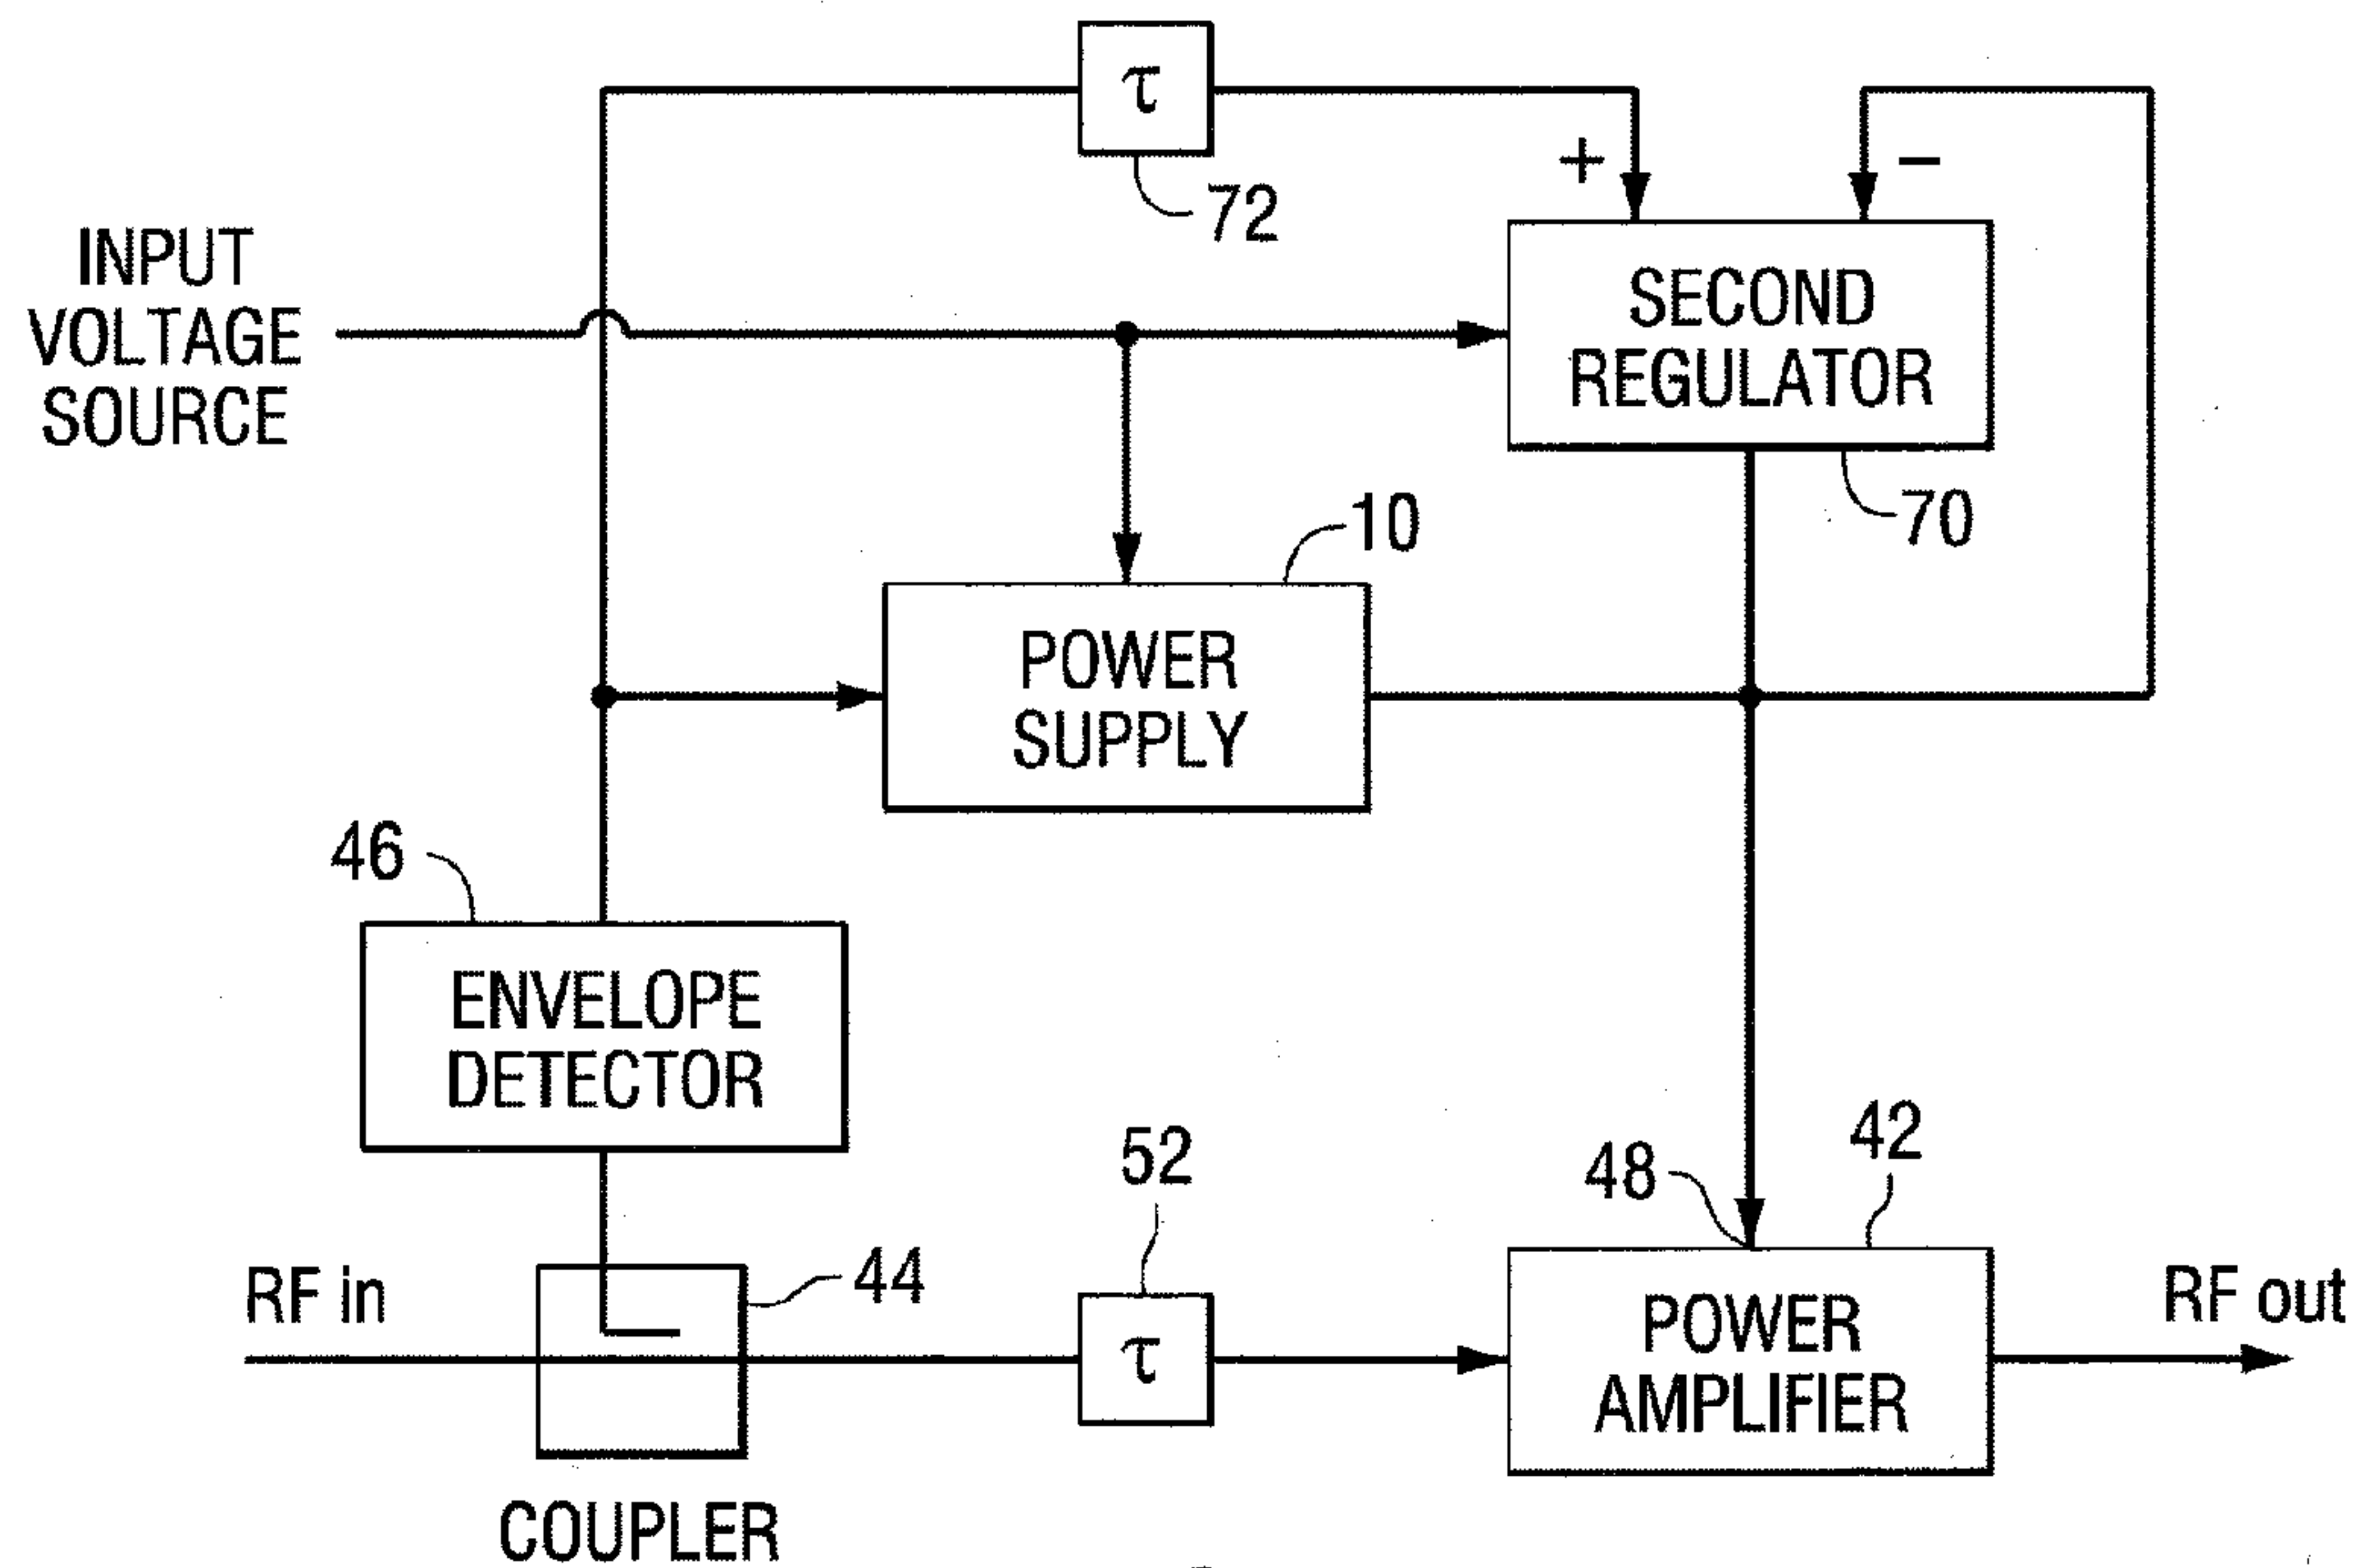 τ
72
+
−
INPUT
VOLTAGE
SOURCE
SECOND
REGULATOR
70
10
POWER
SUPPLY
46
ENVELOPE
DETECTOR
52
48
42
RF in
44
τ
POWER
AMPLIFIER
RF out
COUPLER